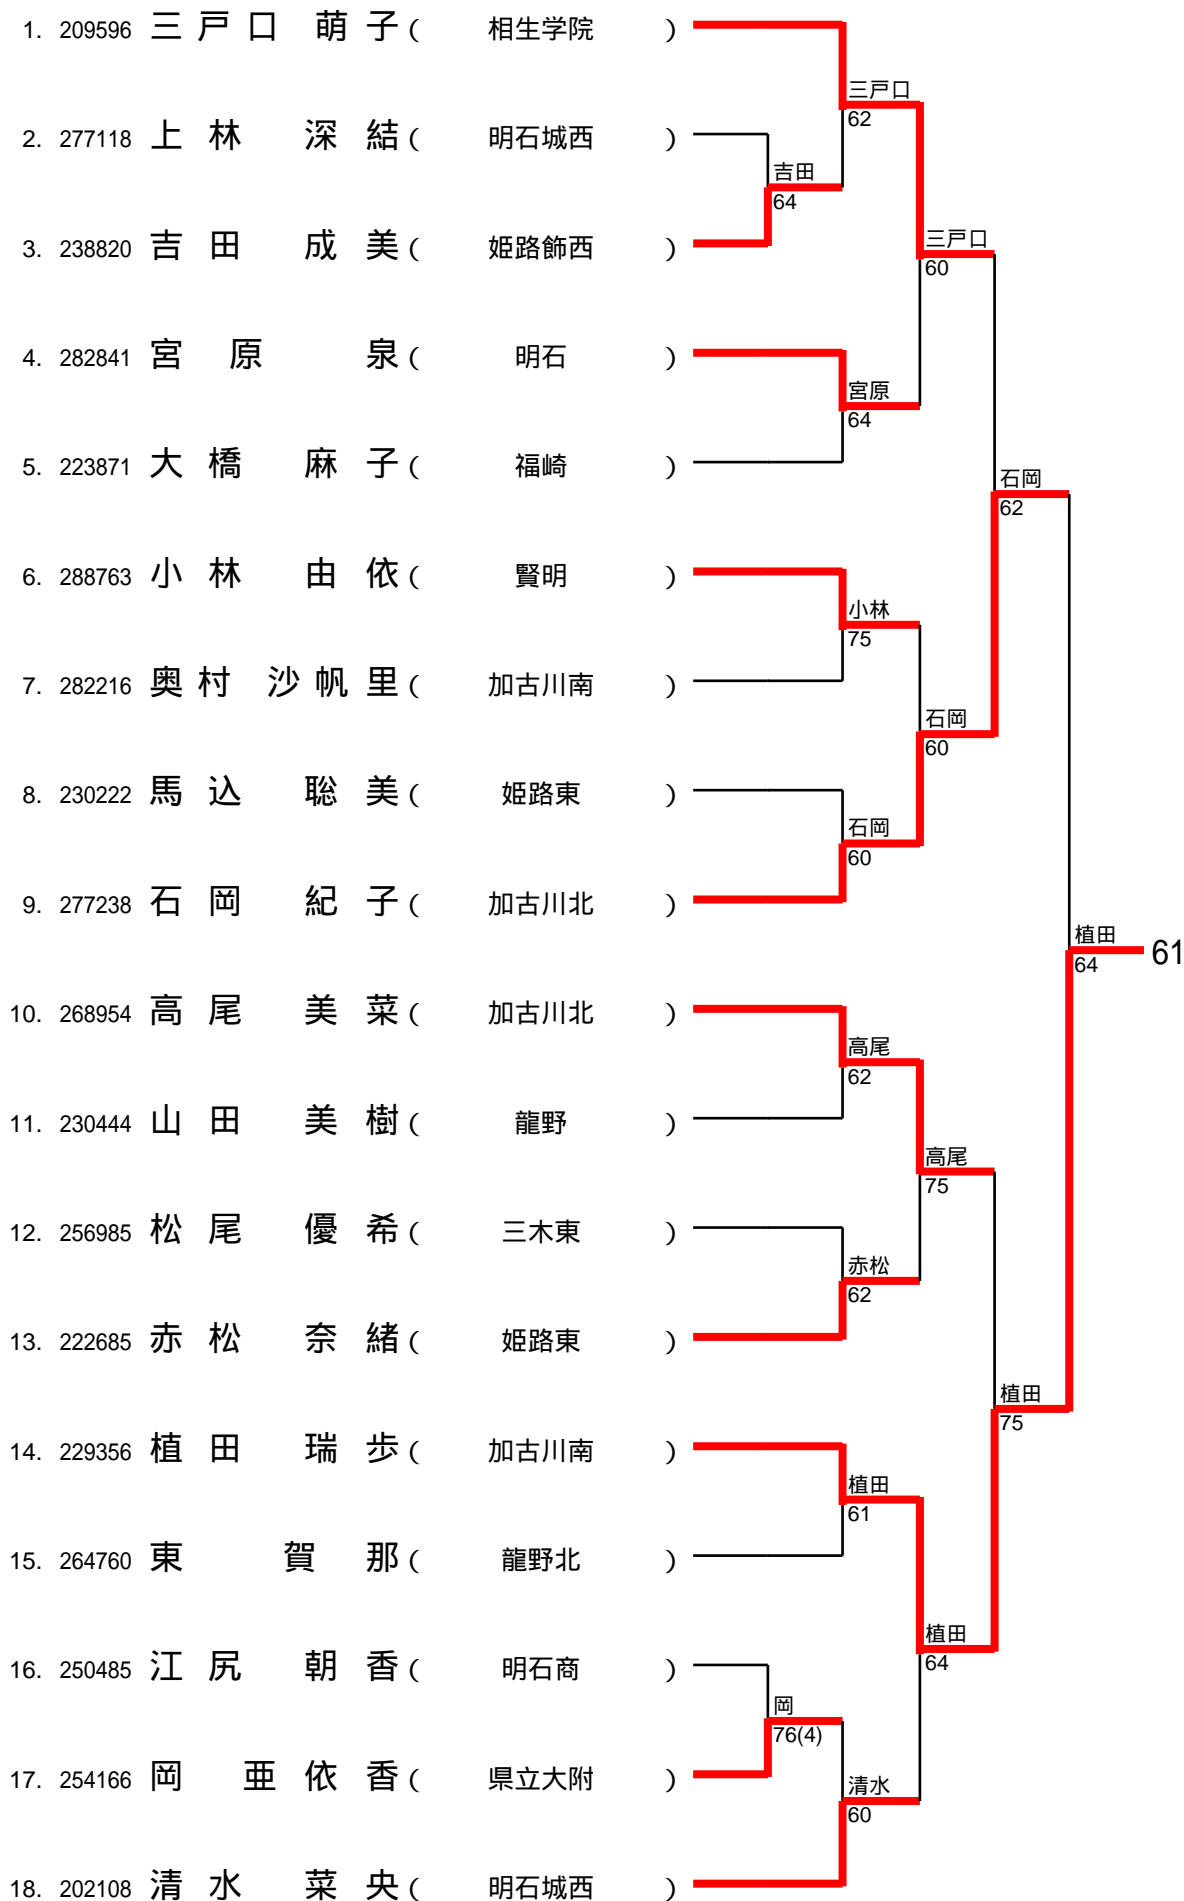 1. 209596 三戸口 萌子 ( 相生学院 )
三戸口
62
2. 277118 上林 深結 ( 明石城西 )
吉田
64
3. 238820 吉田 成美 ( 姫路飾西 )
三戸口
60
4. 282841 宮原 泉 ( 明石 )
宮原
64
5. 223871 大橋 麻子 ( 福崎 )
石岡
62
6. 288763 小林 由依 ( 賢明 )
小林
75
7. 282216 奥村 沙帆里 ( 加古川南 )
石岡
60
8. 230222 馬込 聡美 ( 姫路東 )
石岡
60
9. 277238 石岡 紀子 ( 加古川北 )
植田
64
61
10. 268954 高尾 美菜 ( 加古川北 )
高尾
62
11. 230444 山田 美樹 ( 龍野 )
高尾
75
12. 256985 松尾 優希 ( 三木東 )
赤松
62
13. 222685 赤松 奈緒 ( 姫路東 )
植田
75
14. 229356 植田 瑞歩 ( 加古川南 )
植田
61
15. 264760 東 賀那 ( 龍野北 )
植田
64
16. 250485 江尻 朝香 ( 明石商 )
岡
76(4)
17. 254166 岡 亜依香 ( 県立大附 )
清水
60
18. 202108 清水 菜央 ( 明石城西 )